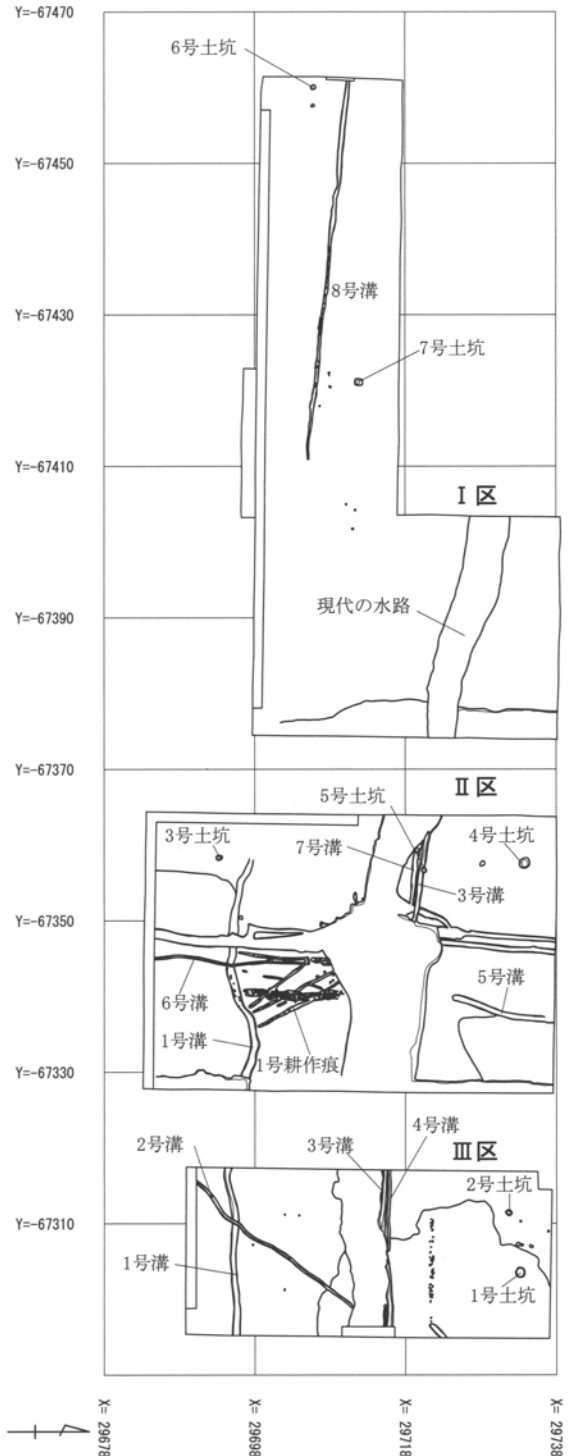 Y=-67470
6号土坑
Y=-67450
8号溝
Y=-67430
7号土坑
Y=-67410
Ⅰ区
Y=-67390
現代の水路
Y=-67370
Ⅱ区
5号土坑
3号土坑
7号溝
4号土坑
3号溝
Y=-67350
5号溝
6号溝
1号溝
1号耕作痕
Y=-67330
4号溝
2号溝
3号溝
Ⅲ区
2号土坑
Y=-67310
1号溝
1号土坑
X= 29678
X= 29698
X= 29718
X= 29738